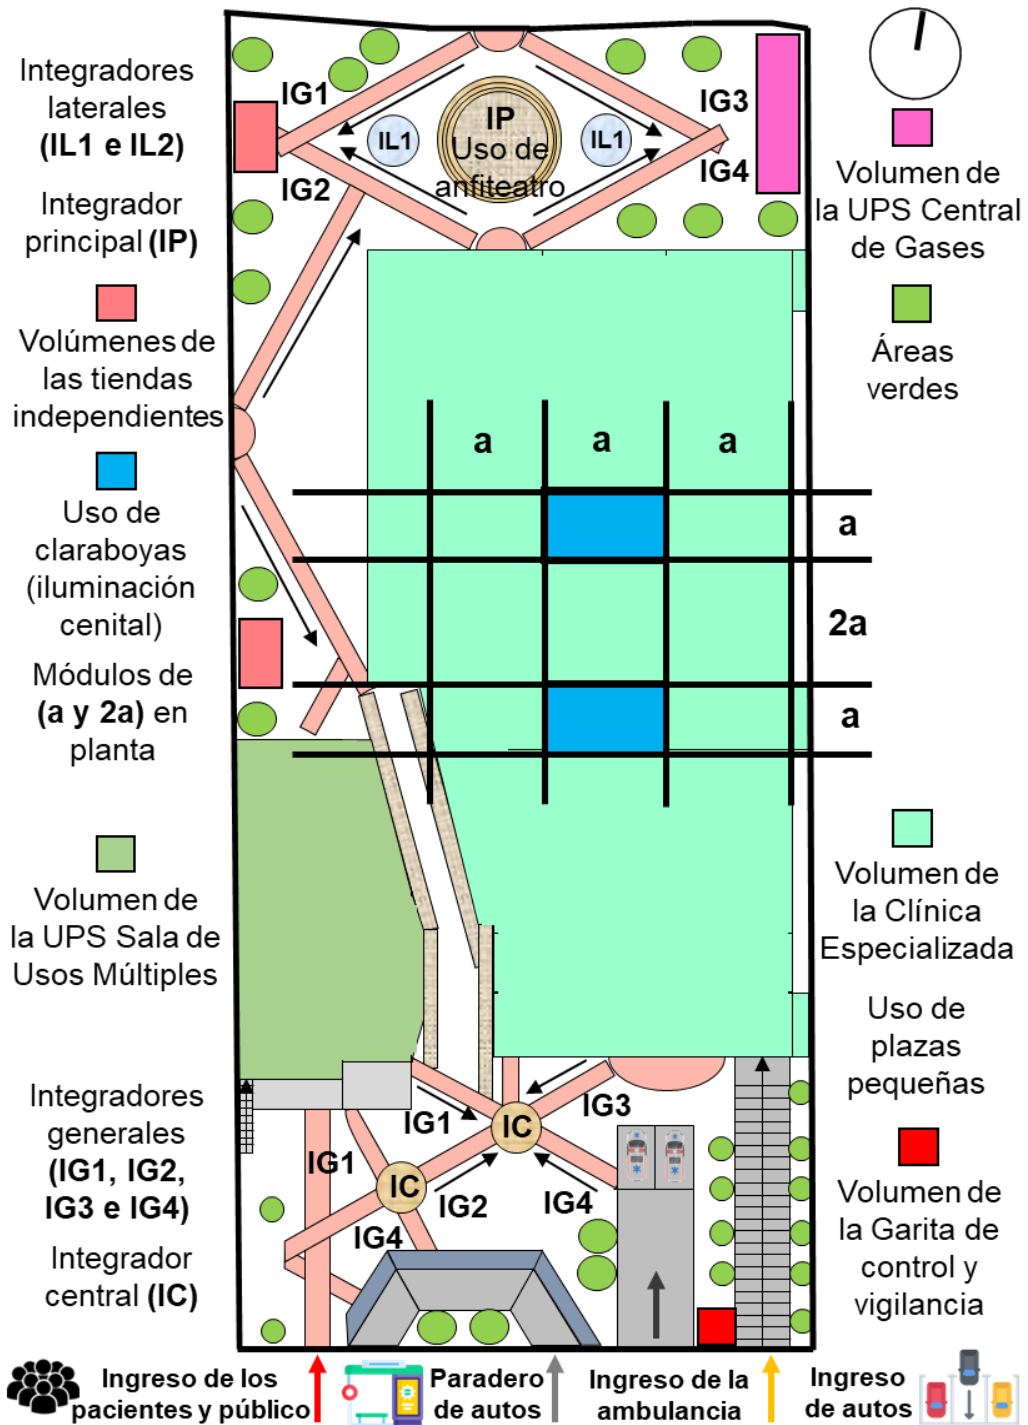 Integradores
laterales
(IL1 e IL2)
Integrador
principal (IP)
Volúmenes de
las tiendas
independientes
Uso de
claraboyas
(iluminación
cenital)
Módulos de
(a y 2a) en
planta
Volumen de
la UPS Sala de
Usos Múltiples
Integradores
generales
(IG1, IG2,
IG3 e IG4)
Integrador
central (IC)
IG1
IG3
IL1
IP
IL1
Uso de
anfiteatro
IG2
IG4
a
a
a
a
2a
a
IG1
IG3
IC
IG1
IC
IG2
IG4
IG4
Volumen de
la UPS Central
de Gases
Áreas
verdes
Volumen de
la Clínica
Especializada
Uso de
plazas
pequeñas
Volumen de
la Garita de
control y
vigilancia
Ingreso de los
pacientes y público
Paradero
de autos
Ingreso de la
ambulancia
Ingreso
de autos